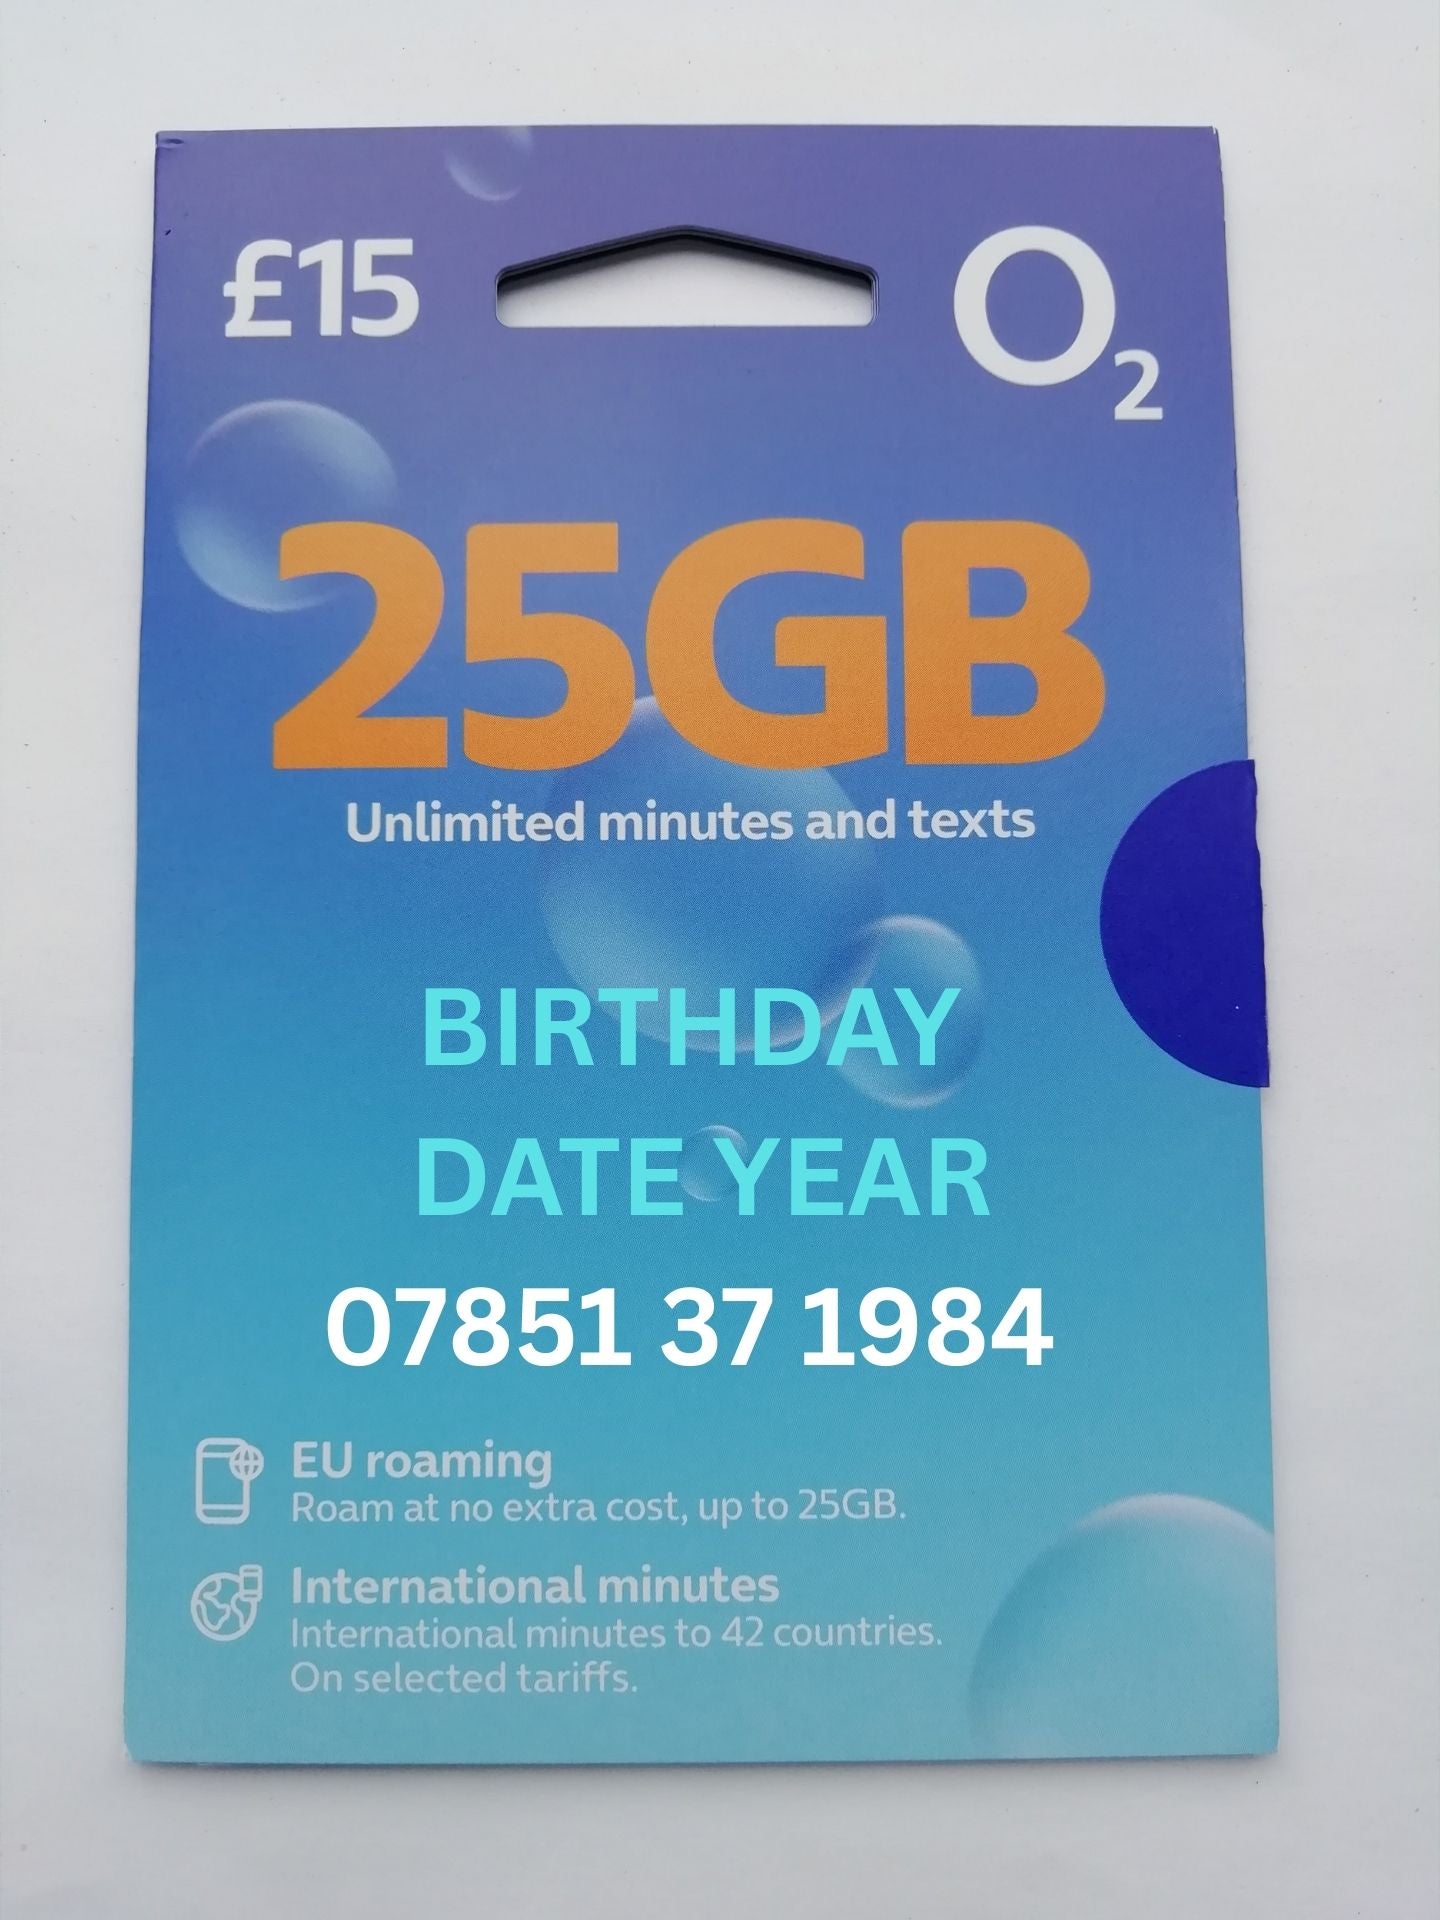 £15
O2
25GB
Unlimited minutes and texts
BIRTHDAY
DATE YEAR
07851 37 1984
EU roaming
Roam at no extra cost, up to 25GB.
International minutes
International minutes to 42 countries.
On selected tariffs.